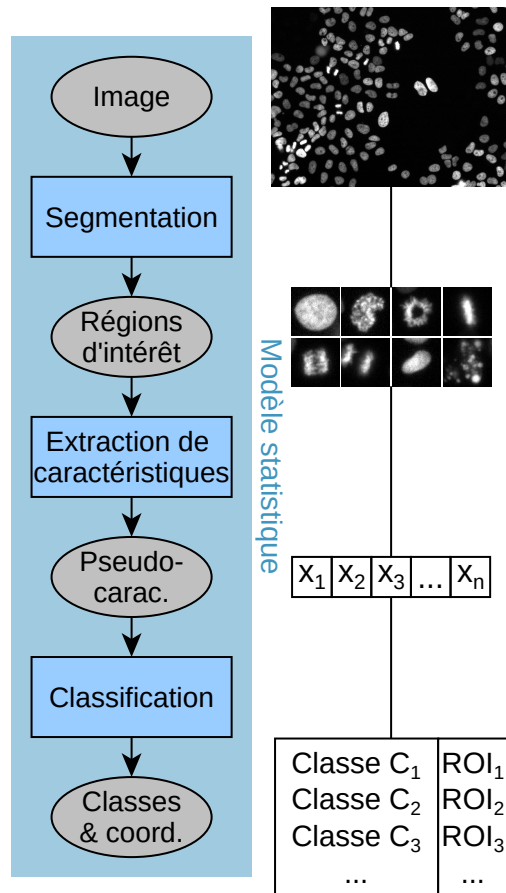 Image
Segmentation
Régions
d'intérêt
Extraction de
caractéristiques
Pseudo-
carac.
Classification
Classes
& coord.
Modèle statistique
x₁ x₂ x₃ ... xₙ
Classe C₁ ROI₁
Classe C₂ ROI₂
Classe C₃ ROI₃
... ...